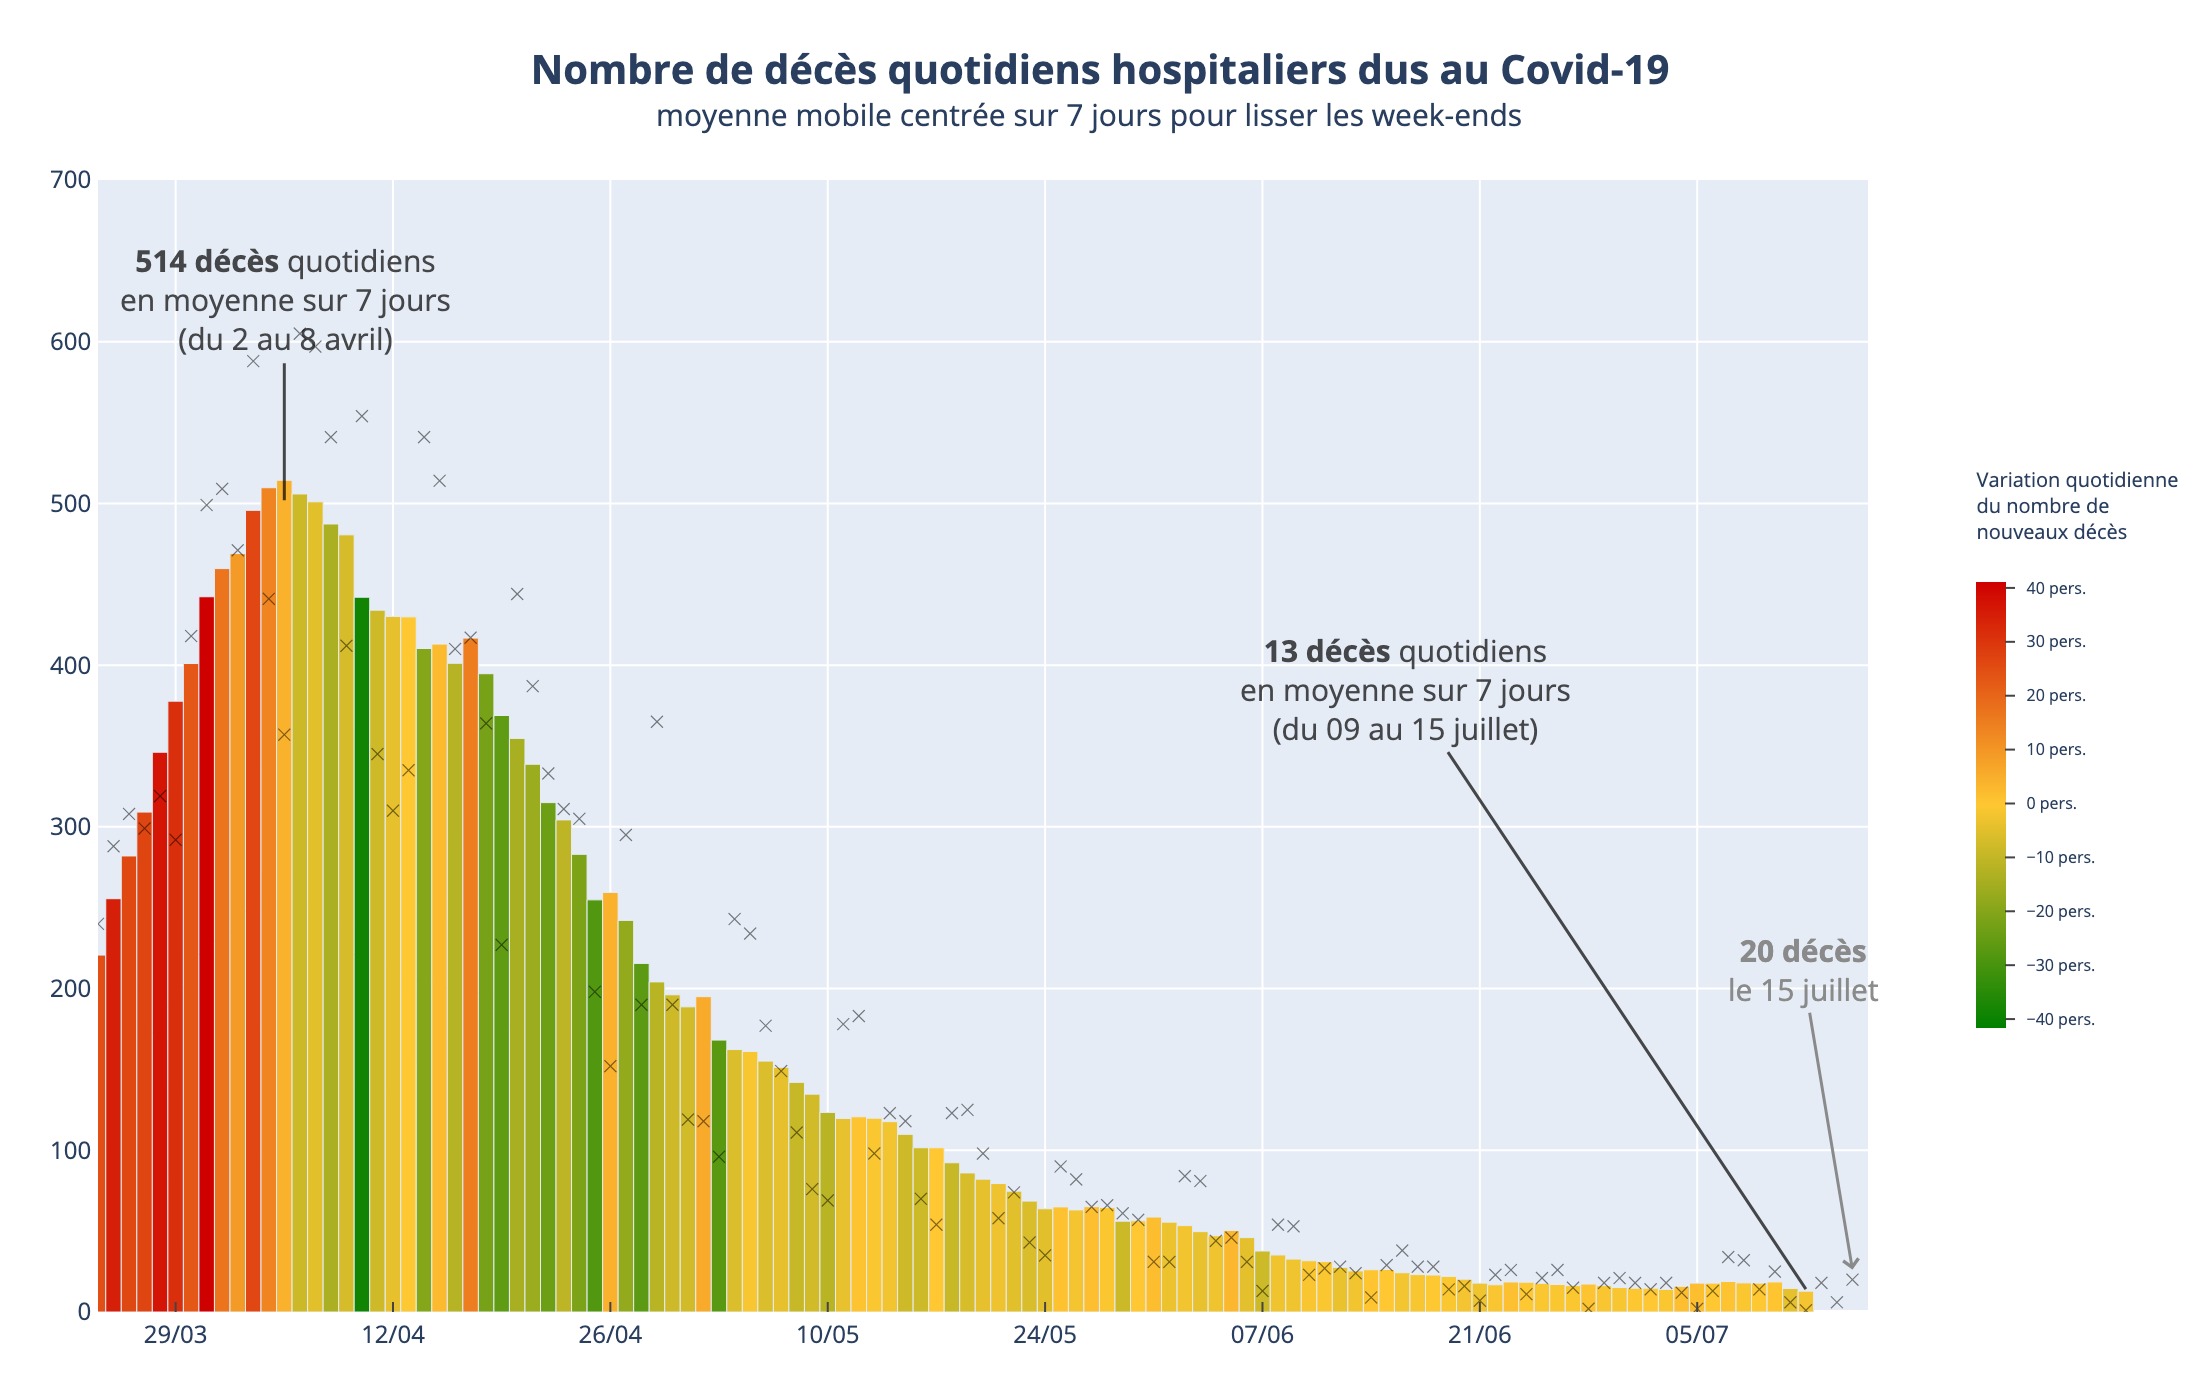 Nombre de décès quotidiens hospitaliers dus au Covid-19
moyenne mobile centrée sur 7 jours pour lisser les week-ends
700
600
500
400
300
200
100
0
514 décès quotidiens
en moyenne sur 7 jours
(du 2 au 8 avril)
13 décès quotidiens
en moyenne sur 7 jours
(du 09 au 15 juillet)
20 décès
le 15 juillet
29/03
12/04
26/04
10/05
24/05
07/06
21/06
05/07
Variation quotidienne
du nombre de
nouveaux décès
40 pers.
30 pers.
20 pers.
10 pers.
0 pers.
−10 pers.
−20 pers.
−30 pers.
−40 pers.